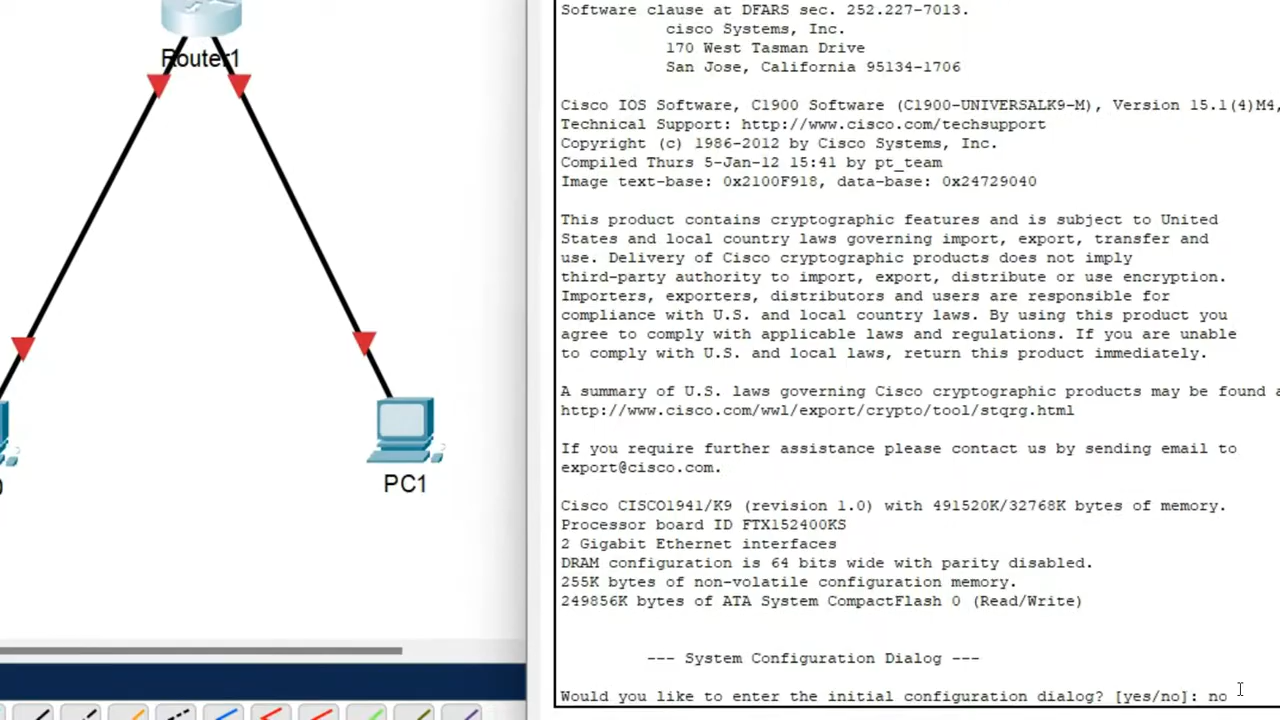 Router1
PC1
Software clause at DFARS sec. 252.227-7013.
cisco Systems, Inc.
170 West Tasman Drive
San Jose, California 95134-1706
Cisco IOS Software, C1900 Software (C1900-UNIVERSALK9-M), Version 15.1(4)M4,
Technical Support: http://www.cisco.com/techsupport
Copyright (c) 1986-2012 by Cisco Systems, Inc.
Compiled Thurs 5-Jan-12 15:41 by pt_team
Image text-base: 0x2100F918, data-base: 0x24729040
This product contains cryptographic features and is subject to United
States and local country laws governing import, export, transfer and
use. Delivery of Cisco cryptographic products does not imply
third-party authority to import, export, distribute or use encryption.
Importers, exporters, distributors and users are responsible for
compliance with U.S. and local country laws. By using this product you
agree to comply with applicable laws and regulations. If you are unable
to comply with U.S. and local laws, return this product immediately.
A summary of U.S. laws governing Cisco cryptographic products may be found a
http://www.cisco.com/wwl/export/crypto/tool/stqrg.html
If you require further assistance please contact us by sending email to
export@cisco.com.
Cisco CISCO1941/K9 (revision 1.0) with 491520K/32768K bytes of memory.
Processor board ID FTX152400KS
2 Gigabit Ethernet interfaces
DRAM configuration is 64 bits wide with parity disabled.
255K bytes of non-volatile configuration memory.
249856K bytes of ATA System CompactFlash 0 (Read/Write)
--- System Configuration Dialog ---
Would you like to enter the initial configuration dialog? [yes/no]: no